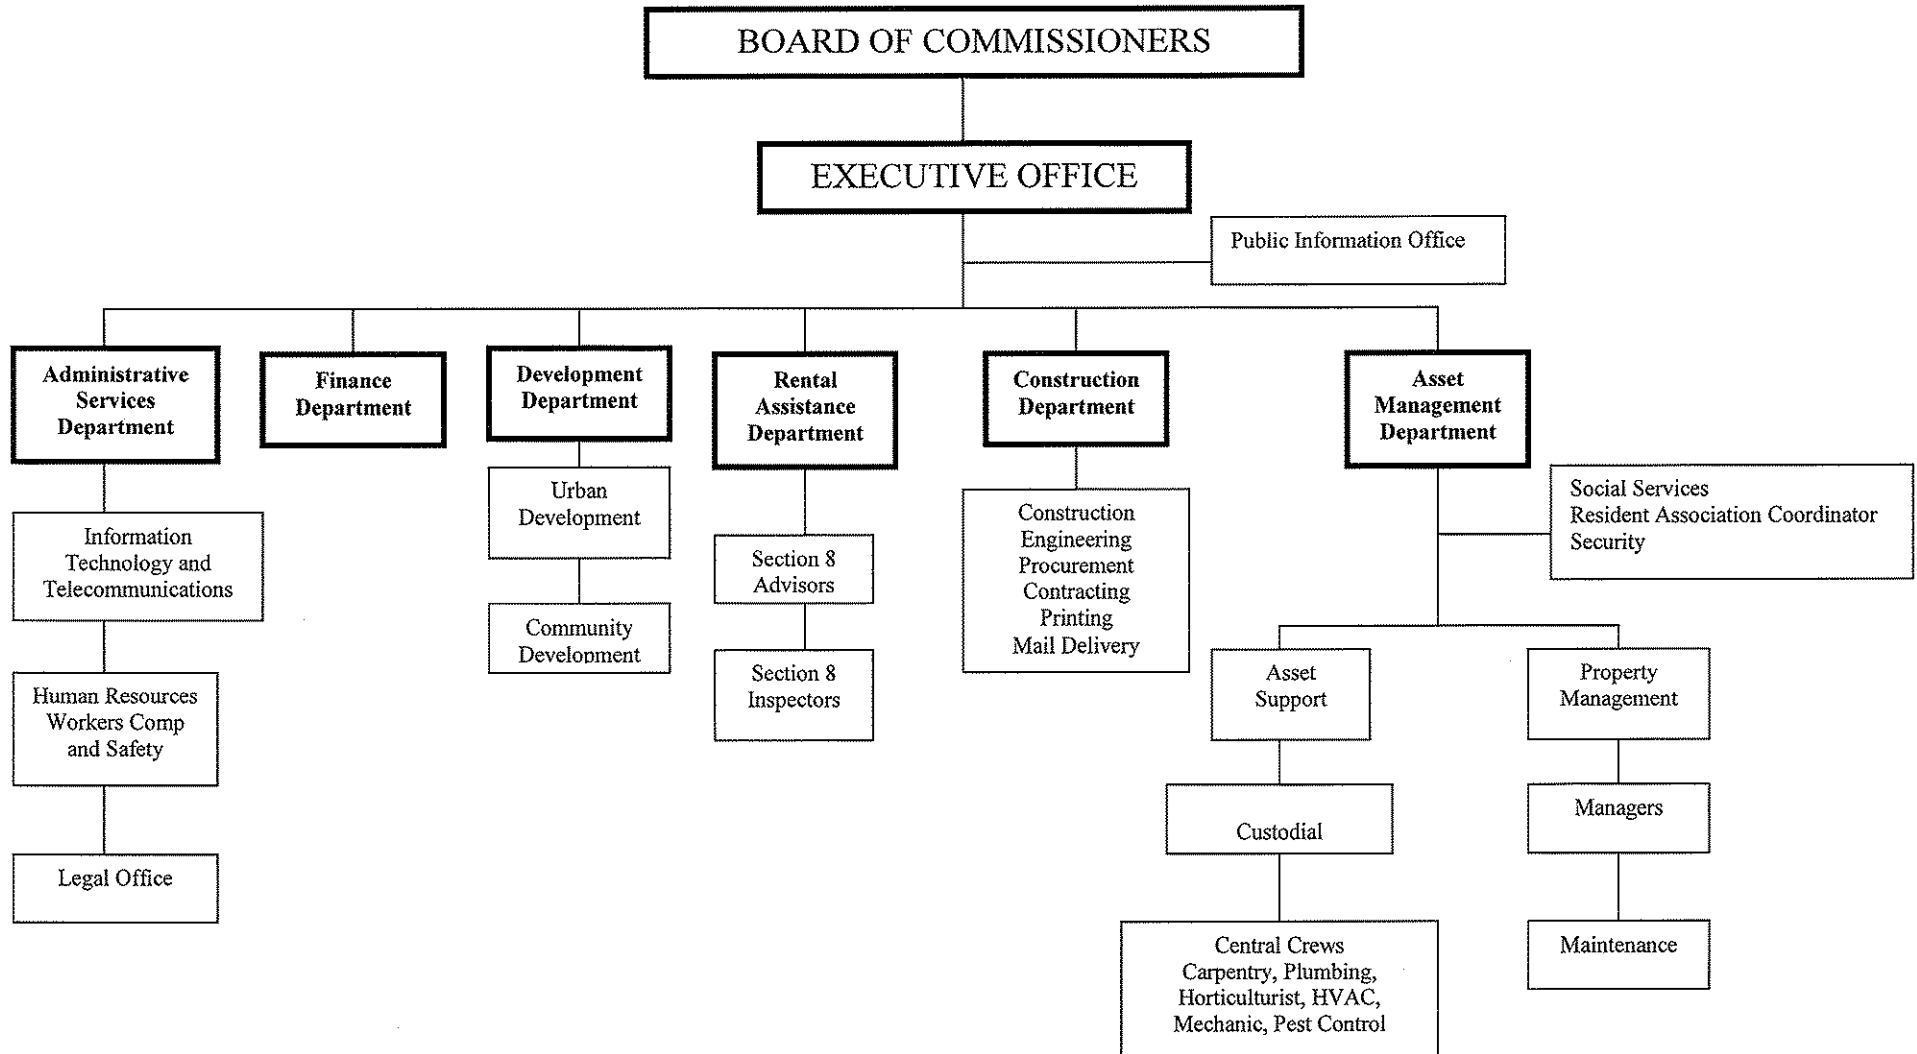 BOARD OF COMMISSIONERS
EXECUTIVE OFFICE
Public Information Office
Administrative
Services
Department
Finance
Department
Development
Department
Rental
Assistance
Department
Construction
Department
Asset
Management
Department
Information
Technology and
Telecommunications
Human Resources
Workers Comp
and Safety
Legal Office
Urban
Development
Community
Development
Section 8
Advisors
Section 8
Inspectors
Construction
Engineering
Procurement
Contracting
Printing
Mail Delivery
Social Services
Resident Association Coordinator
Security
Asset
Support
Custodial
Central Crews
Carpentry, Plumbing,
Horticulturist, HVAC,
Mechanic, Pest Control
Property
Management
Managers
Maintenance